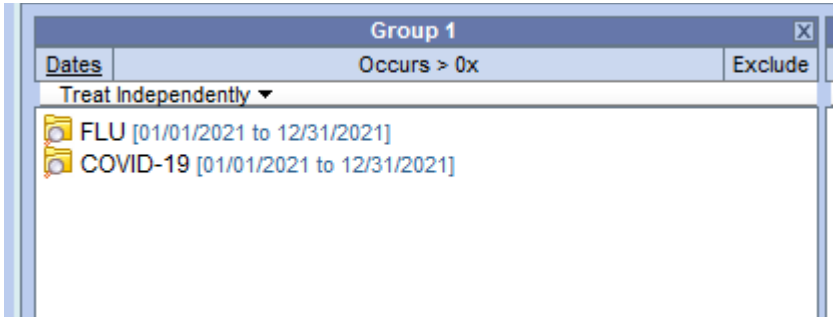 Group 1 X
Dates Occurs > 0x Exclude
Treat Independently
FLU [01/01/2021 to 12/31/2021]
COVID-19 [01/01/2021 to 12/31/2021]